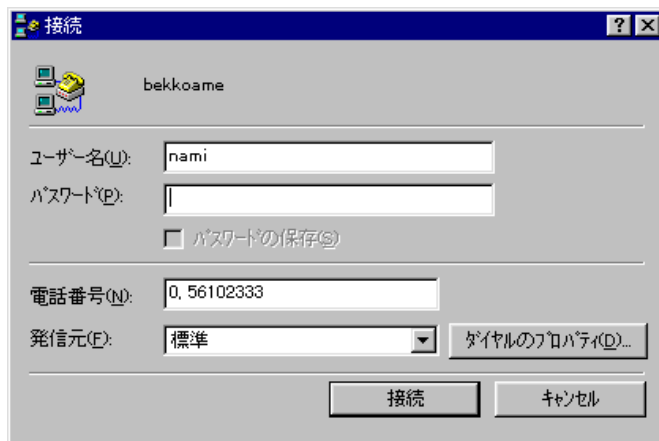 接続
bekkoame
ユーザー名(U): nami
パスワード(P):
パスワードの保存(S)
電話番号(N): 0, 56102333
発信元(F): 標準 ダイヤルのプロパティ(D)...
接続 キャンセル